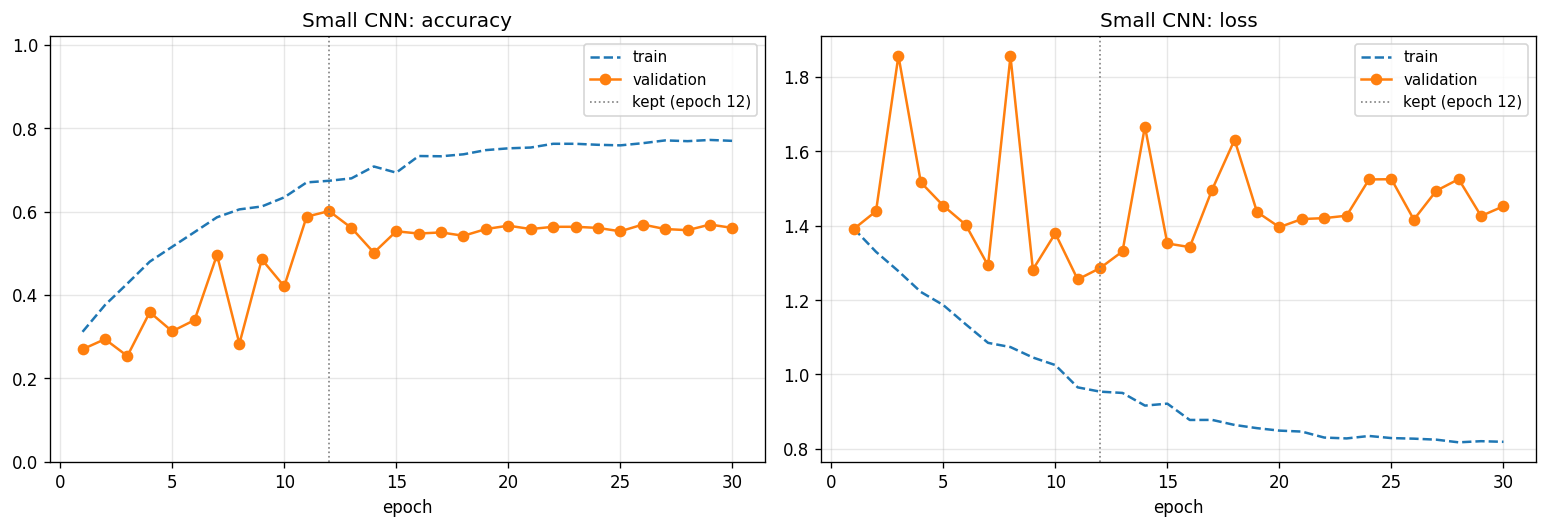 Small CNN: accuracy
1.0
0.8
0.6
0.4
0.2
0.0
0 5 10 15 20 25 30
epoch
train
validation
kept (epoch 12)
Small CNN: loss
1.8
1.6
1.4
1.2
1.0
0.8
0 5 10 15 20 25 30
epoch
train
validation
kept (epoch 12)